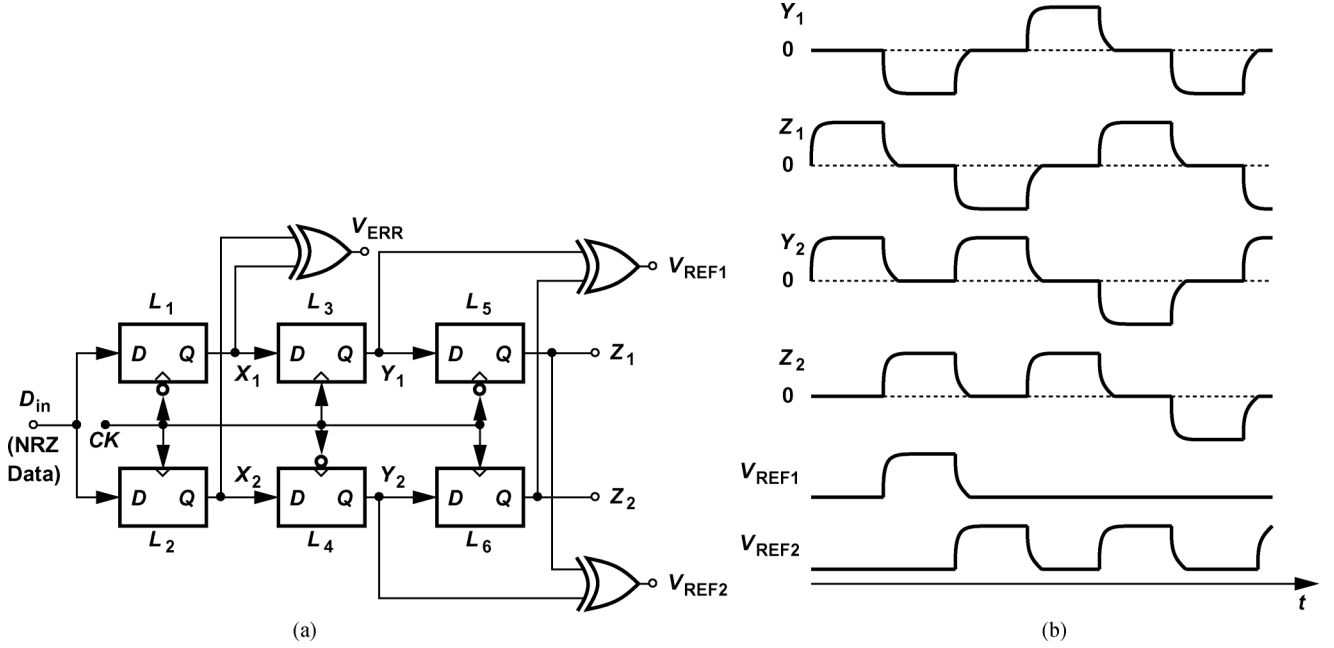 V_ERR
V_REF1
L_1
L_3
L_5
D Q
D Q
D Q
X_1
Y_1
Z_1
D_in
(NRZ
Data)
CK
X_2
Y_2
Z_2
D Q
D Q
D Q
L_2
L_4
L_6
V_REF2
(a)
Y_1
0
Z_1
0
Y_2
0
Z_2
0
V_REF1
V_REF2
t
(b)